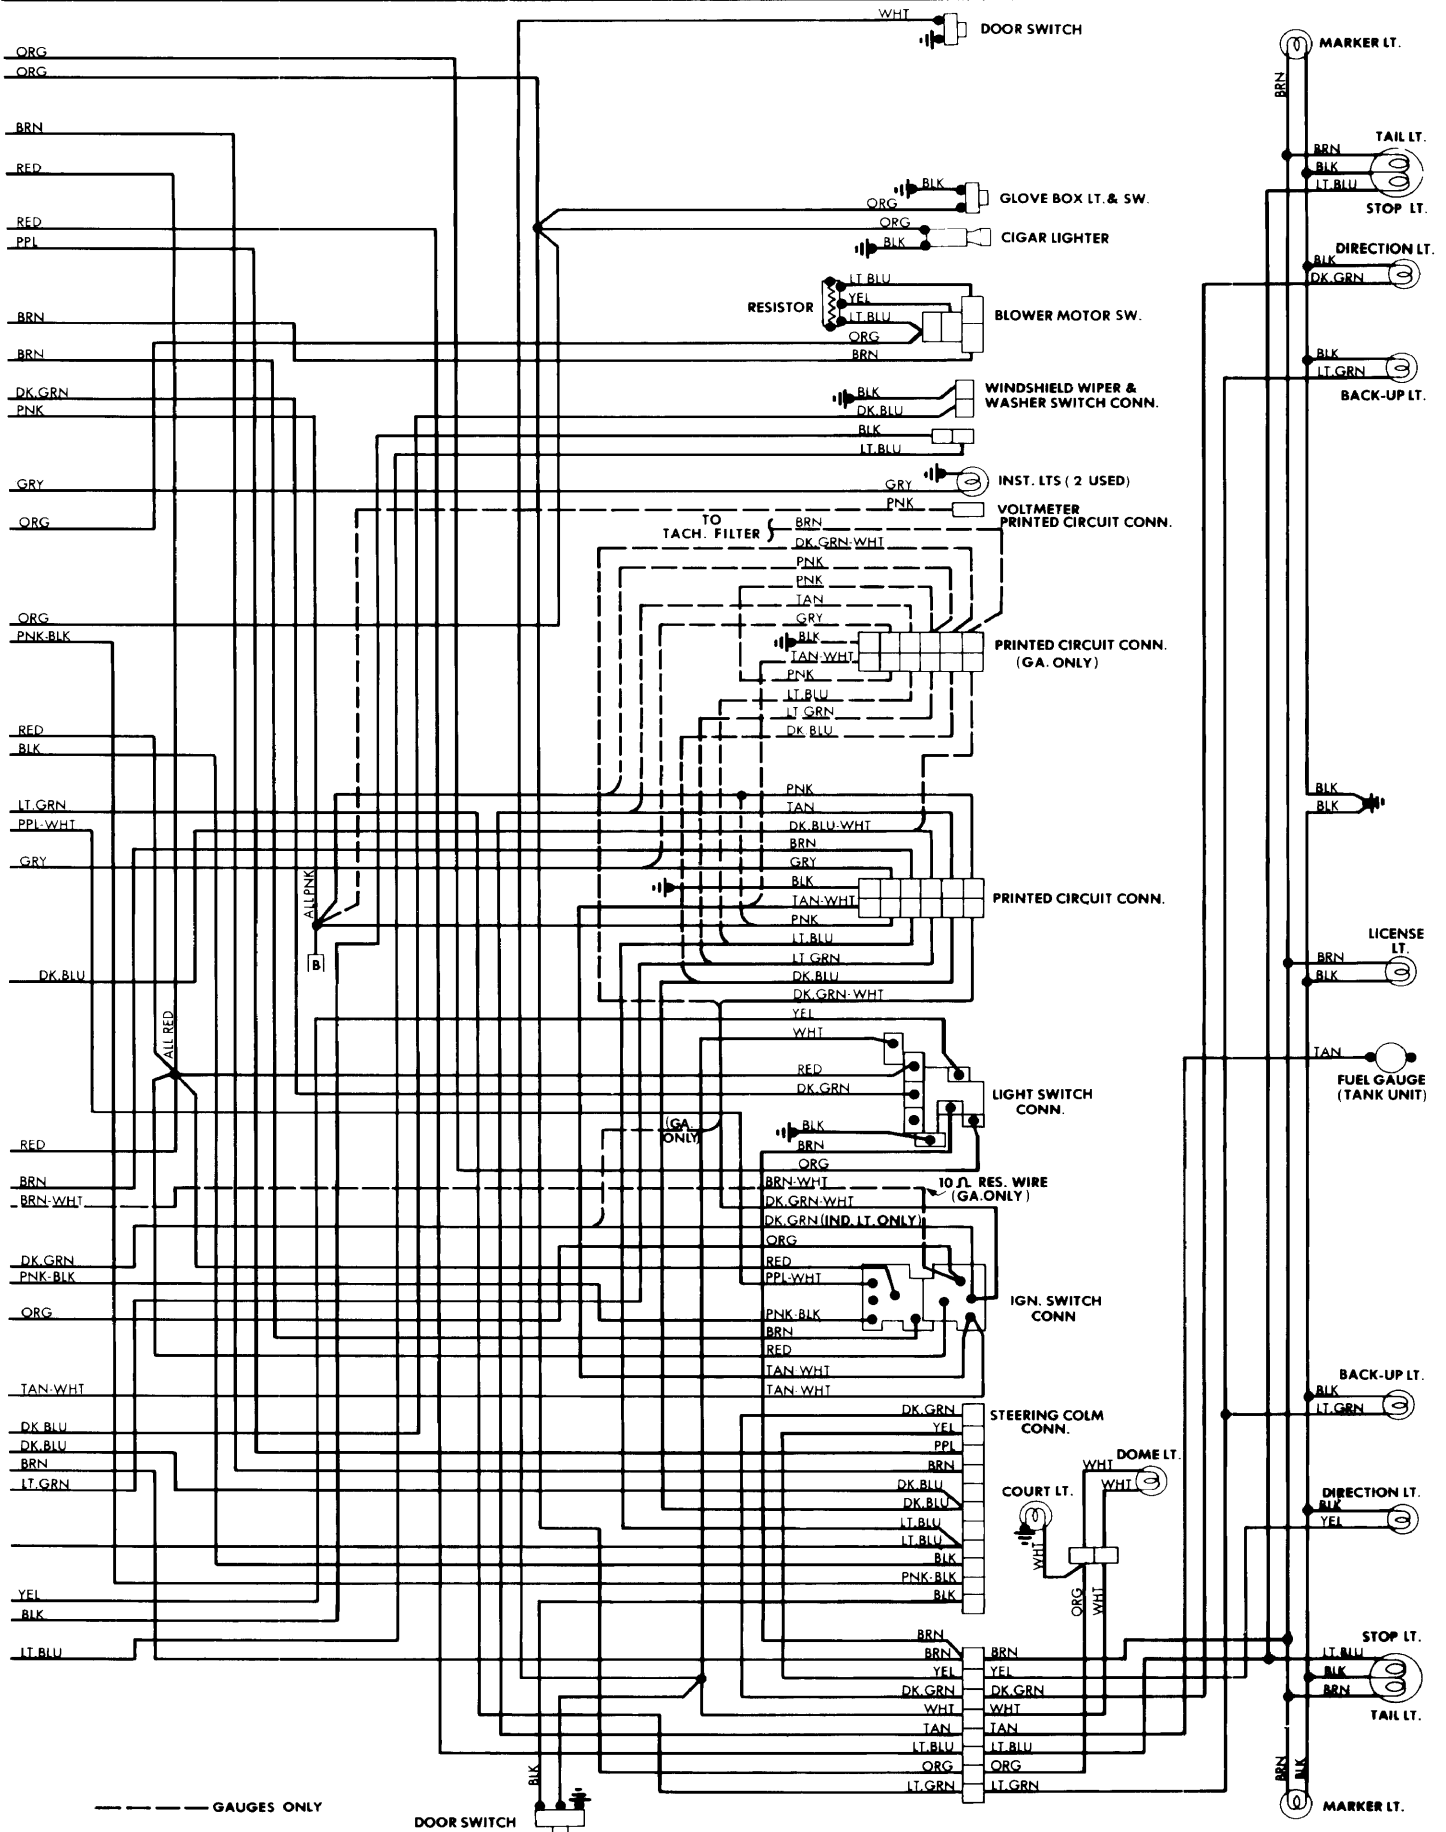 WHT
DOOR SWITCH
MARKER LT.
ORG
ORG
BRN
BRN
TAIL LT.
BRN
BLK
LT.BLU
STOP LT.
RED
BLK
GLOVE BOX LT. & SW.
ORG
RED
ORG
CIGAR LIGHTER
BLK
PPL
DIRECTION LT.
BLK
DK.GRN
LT BLU
RESISTOR
YEL
LT.BLU
BLOWER MOTOR SW.
BRN
ORG
BRN
BRN
BLK
LT.GRN
BACK-UP LT.
DK.GRN
BLK
WINDSHIELD WIPER &
WASHER SWITCH CONN.
PNK
DK.BLU
BLK
LT.BLU
GRY
GRY
INST. LTS ( 2 USED)
PNK
VOLTMETER
PRINTED CIRCUIT CONN.
ORG
TO
TACH. FILTER
BRN
DK.GRN-WHT
PNK
PNK
TAN
ORG
GRY
PNK-BLK
BLK
PRINTED CIRCUIT CONN.
(GA. ONLY)
TAN-WHT
PNK
LT.BLU
LT GRN
RED
DK.BLU
BLK
PNK
BLK
LT.GRN
TAN
BLK
PPL-WHT
DK.BLU-WHT
BRN
GRY
GRY
ALL PNK
BLK
TAN-WHT
PRINTED CIRCUIT CONN.
PNK
LT.BLU
LICENSE
LT.
BRN
BLK
B
LT GRN
DK.BLU
DK.BLU
DK.GRN-WHT
YEL
ALL RED
WHT
TAN
FUEL GAUGE
(TANK UNIT)
RED
DK.GRN
LIGHT SWITCH
CONN.
(GA.
ONLY)
BLK
RED
BRN
ORG
BRN
BRN-WHT
10 Ω RES. WIRE
(GA.ONLY)
BRN-WHT
DK.GRN-WHT
DK.GRN (IND. LT. ONLY)
ORG
DK.GRN
RED
PNK-BLK
PPL-WHT
ORG
PNK-BLK
IGN. SWITCH
CONN
BRN
RED
TAN-WHT
TAN-WHT
TAN-WHT
BACK-UP LT.
BLK
LT.GRN
DK.GRN
STEERING COLM
CONN.
DK BLU
YEL
DK.BLU
PPL
BRN
BRN
LT.GRN
DK.BLU
DK.BLU
LT.BLU
LT.BLU
BLK
PNK-BLK
BLK
DOME LT.
WHT
WHT
COURT LT.
WHT
ORG
WHT
DIRECTION LT.
BLK
YEL
YEL
BLK
LT.BLU
STOP LT.
LT.BLU
BLK
BRN
TAIL LT.
BRN
BRN
BRN
YEL
YEL
DK.GRN
DK.GRN
WHT
WHT
TAN
TAN
LT.BLU
LT.BLU
ORG
ORG
LT.GRN
LT.GRN
BLK
BRN
BLK
GAUGES ONLY
DOOR SWITCH
MARKER LT.